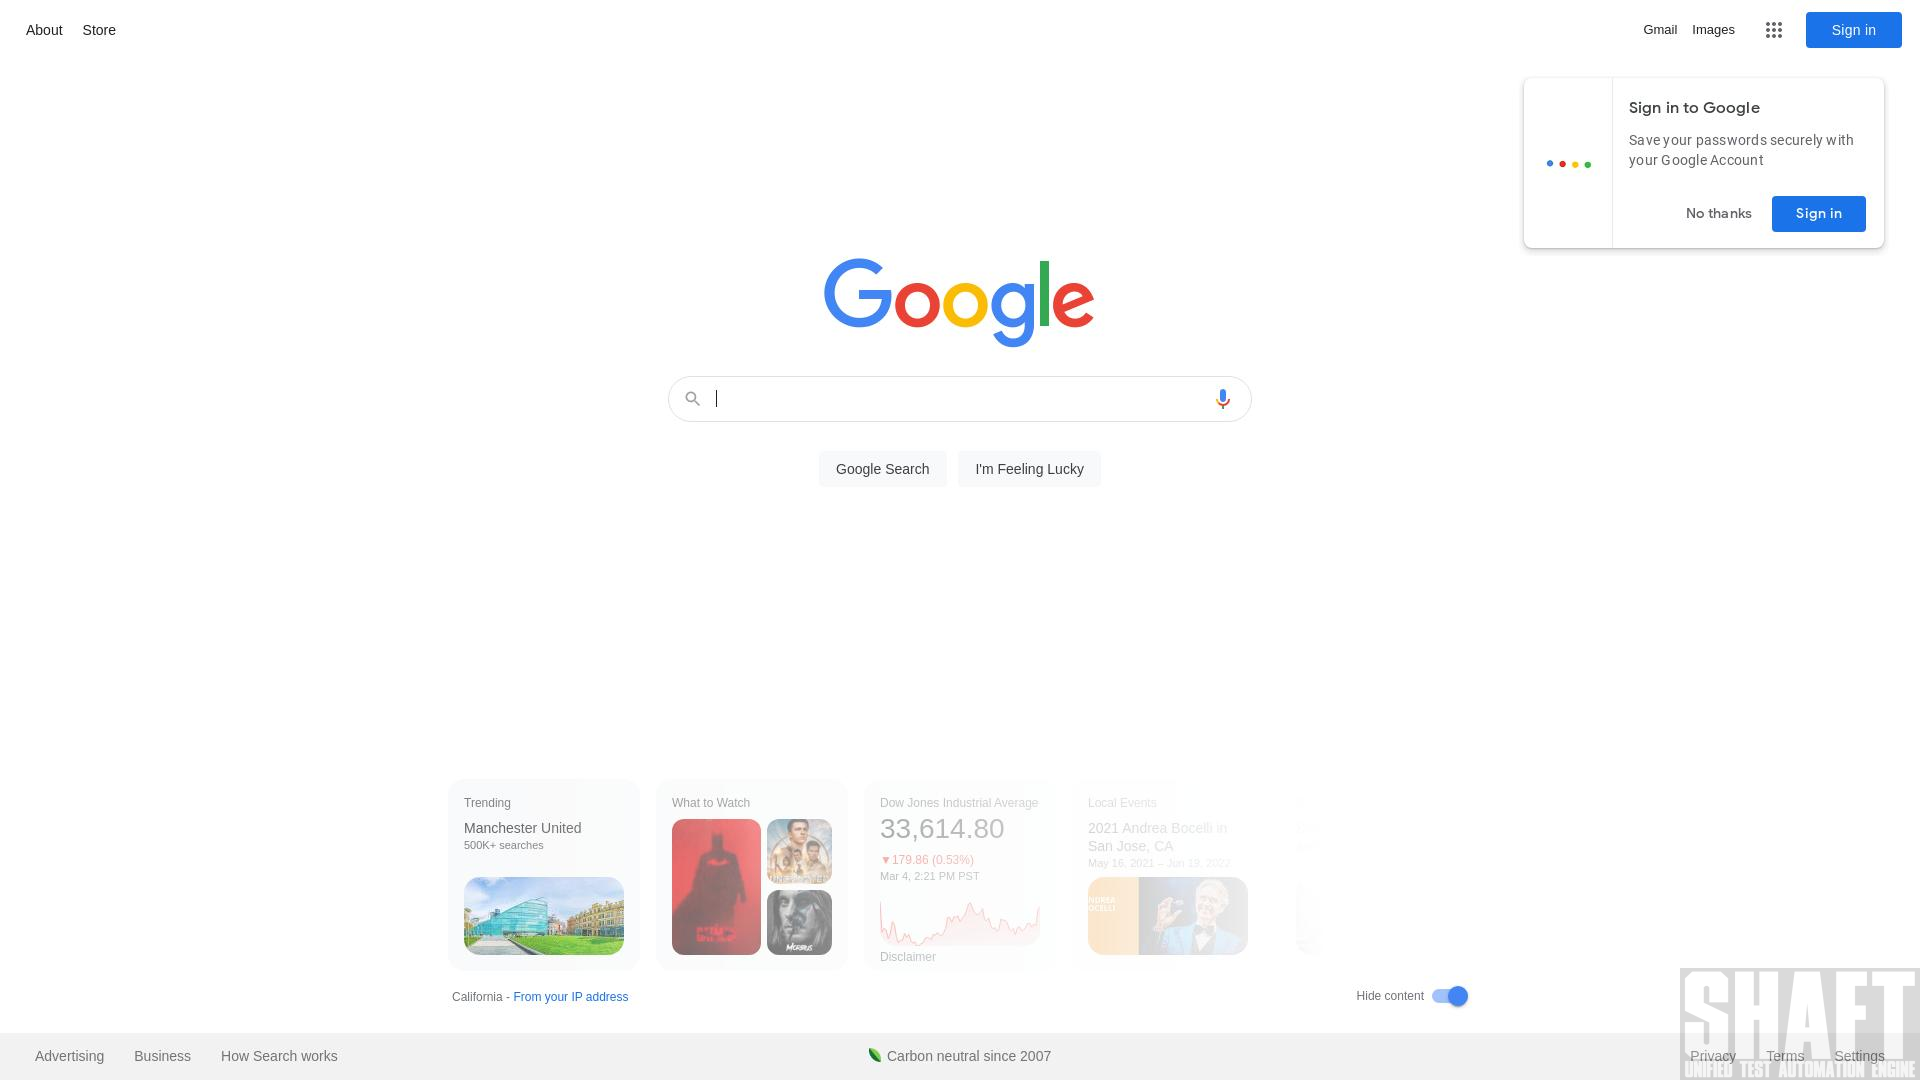 About Store
Gmail Images Sign in
Sign in to Google
Save your passwords securely with
your Google Account
No thanks Sign in
Google
Google Search I'm Feeling Lucky
Trending
Manchester United
500K+ searches
What to Watch
MORBIUS
Dow Jones Industrial Average
33,614.80
▼179.86 (0.53%)
Mar 4, 2:21 PM PST
Disclaimer
Local Events
2021 Andrea Bocelli in
San Jose, CA
May 16, 2021 – Jun 19, 2022
California - From your IP address
Hide content
Advertising Business How Search works
Carbon neutral since 2007
Privacy Terms Settings
SHAFT
UNIFIED TEST AUTOMATION ENGINE